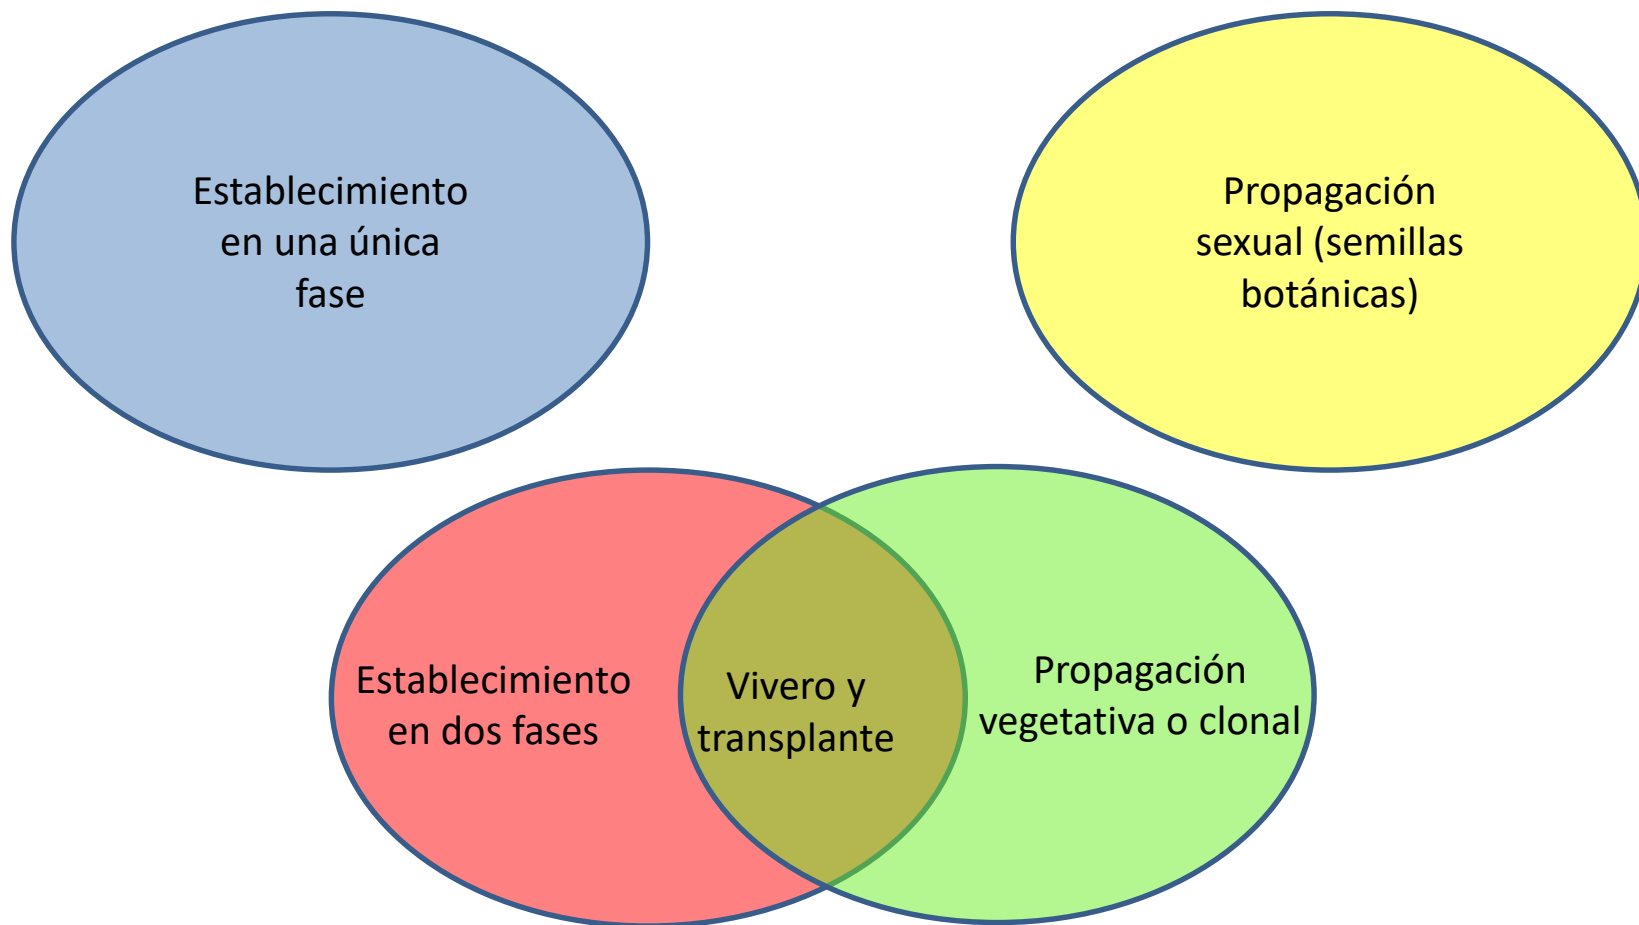 Establecimiento
en una única
fase
Propagación
sexual (semillas
botánicas)
Establecimiento
en dos fases
Vivero y
transplante
Propagación
vegetativa o clonal